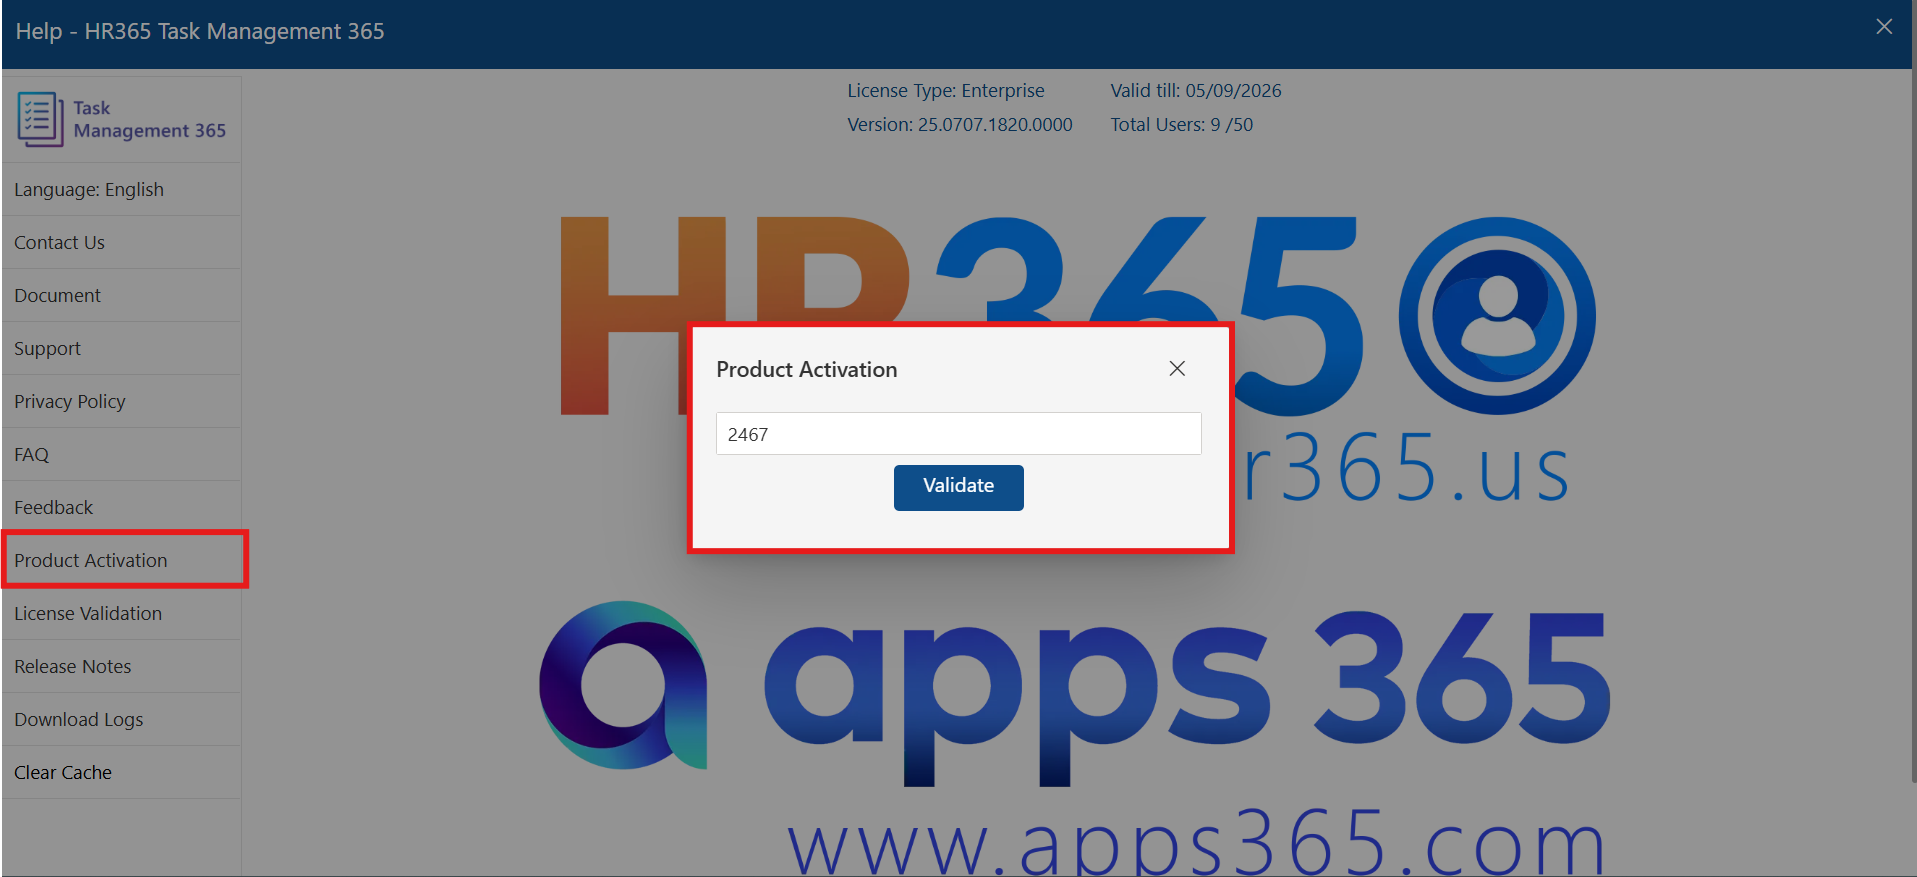 Help - HR365 Task Management 365
Task
Management 365
Language: English
Contact Us
Document
Support
Privacy Policy
FAQ
Feedback
Product Activation
License Validation
Release Notes
Download Logs
Clear Cache
License Type: Enterprise
Valid till: 05/09/2026
Version: 25.0707.1820.0000
Total Users: 9 /50
HR365
r365.us
Product Activation
2467
Validate
apps 365
www.apps365.com